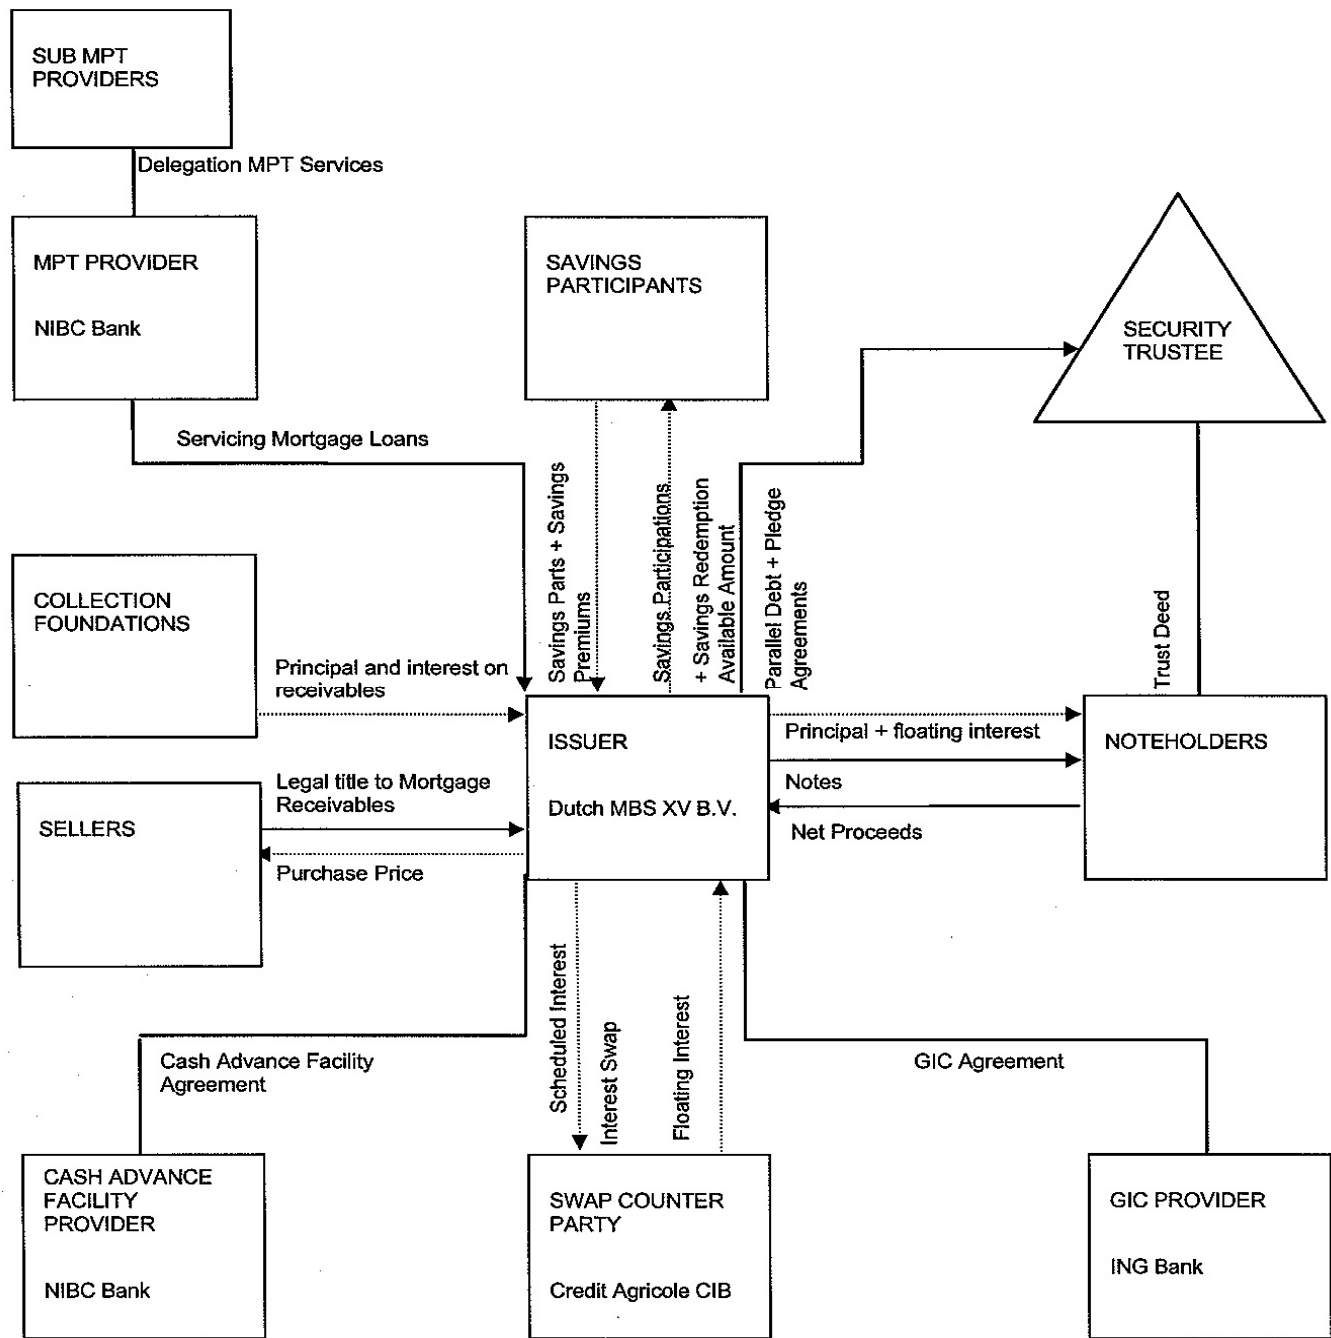 SUB MPT
PROVIDERS
Delegation MPT Services
MPT PROVIDER
NIBC Bank
SAVINGS
PARTICIPANTS
SECURITY
TRUSTEE
Servicing Mortgage Loans
Savings Parts + Savings
Premiums
Savings Participations
+ Savings Redemption
Available Amount
Parallel Debt + Pledge
Agreements
Trust Deed
COLLECTION
FOUNDATIONS
Principal and interest on
receivables
ISSUER
Dutch MBS XV B.V.
Principal + floating interest
Notes
Net Proceeds
NOTEHOLDERS
SELLERS
Legal title to Mortgage
Receivables
Purchase Price
Scheduled Interest
Interest Swap
Floating Interest
Cash Advance Facility
Agreement
GIC Agreement
CASH ADVANCE
FACILITY
PROVIDER
NIBC Bank
SWAP COUNTER
PARTY
Credit Agricole CIB
GIC PROVIDER
ING Bank